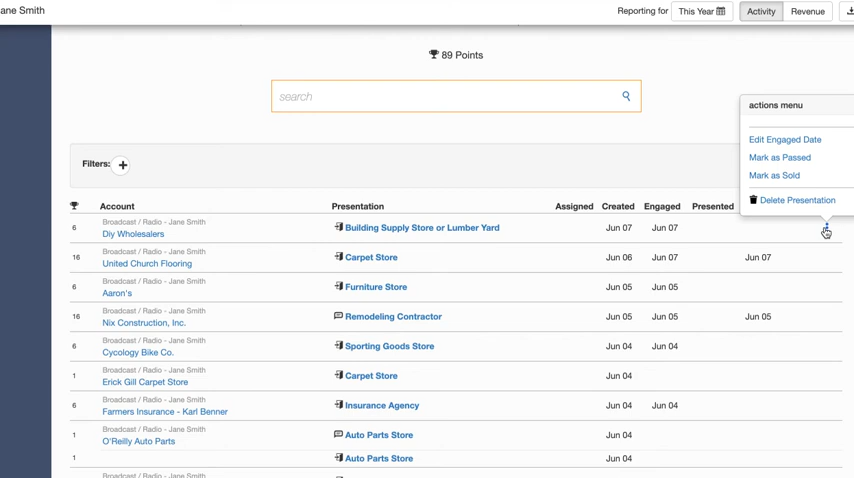 ane Smith
Reporting for This Year Activity Revenue
89 Points
search
actions menu
Edit Engaged Date
Mark as Passed
Mark as Sold
Delete Presentation
Filters:
Account Presentation Assigned Created Engaged Presented
Broadcast / Radio - Jane Smith
6 Diy Wholesalers Building Supply Store or Lumber Yard Jun 07 Jun 07
Broadcast / Radio - Jane Smith
16 United Church Flooring Carpet Store Jun 06 Jun 07 Jun 07
Broadcast / Radio - Jane Smith
6 Aaron's Furniture Store Jun 05 Jun 05
Broadcast / Radio - Jane Smith
16 Nix Construction, Inc. Remodeling Contractor Jun 05 Jun 05 Jun 05
Broadcast / Radio - Jane Smith
6 Cycology Bike Co. Sporting Goods Store Jun 04 Jun 04
Broadcast / Radio - Jane Smith
1 Erick Gill Carpet Store Carpet Store Jun 04
Broadcast / Radio - Jane Smith
6 Farmers Insurance - Karl Benner Insurance Agency Jun 04 Jun 04
Broadcast / Radio - Jane Smith
1 O'Reilly Auto Parts Auto Parts Store Jun 04
1 Auto Parts Store Jun 04
Broadcast / Radio - Jane Smith